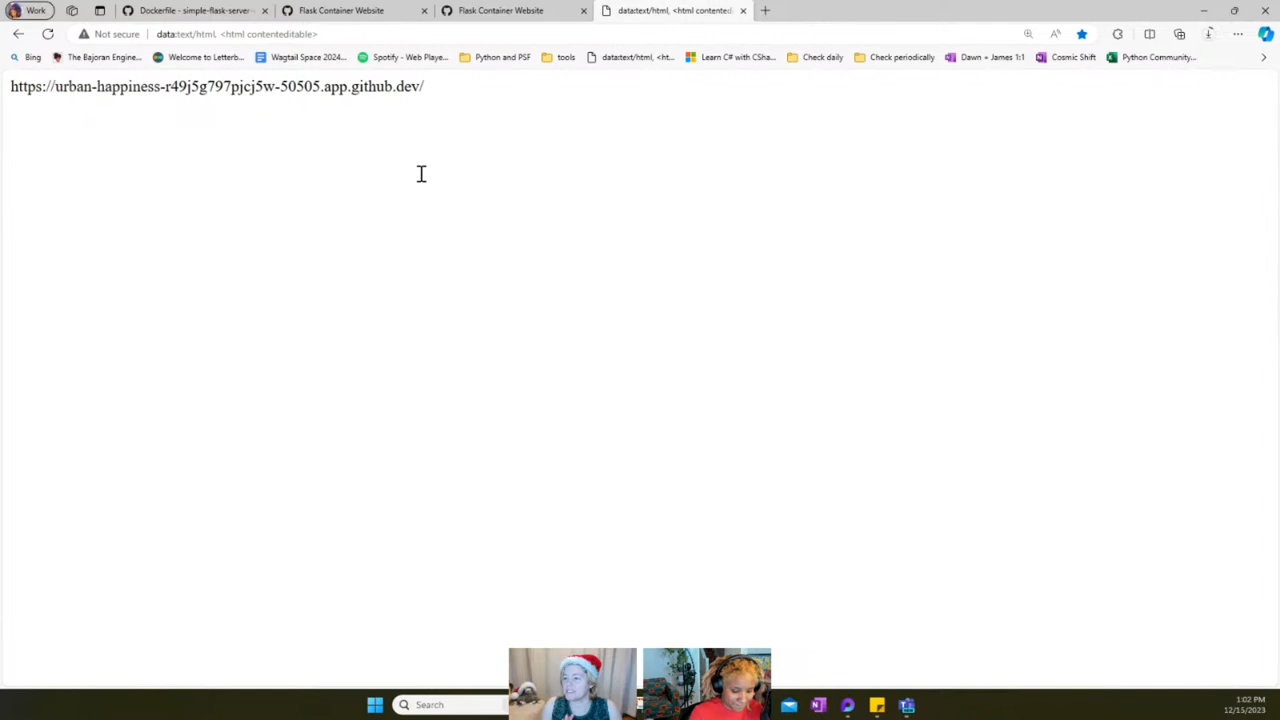 Work
Dockerfile - simple-flask-server-
Flask Container Website
Flask Container Website
data:text/html, <html contentedi
Not secure
data:text/html, <html contenteditable>
Bing
The Bajoran Engine...
Welcome to Letterb...
Wagtail Space 2024...
Spotify - Web Playe...
Python and PSF
tools
data:text/html, <ht...
Learn C# with CSha...
Check daily
Check periodically
Dawn + James 1:1
Cosmic Shift
Python Community...
https://urban-happiness-r49j5g797pjcj5w-50505.app.github.dev/
Search
1:02 PM
12/15/2023